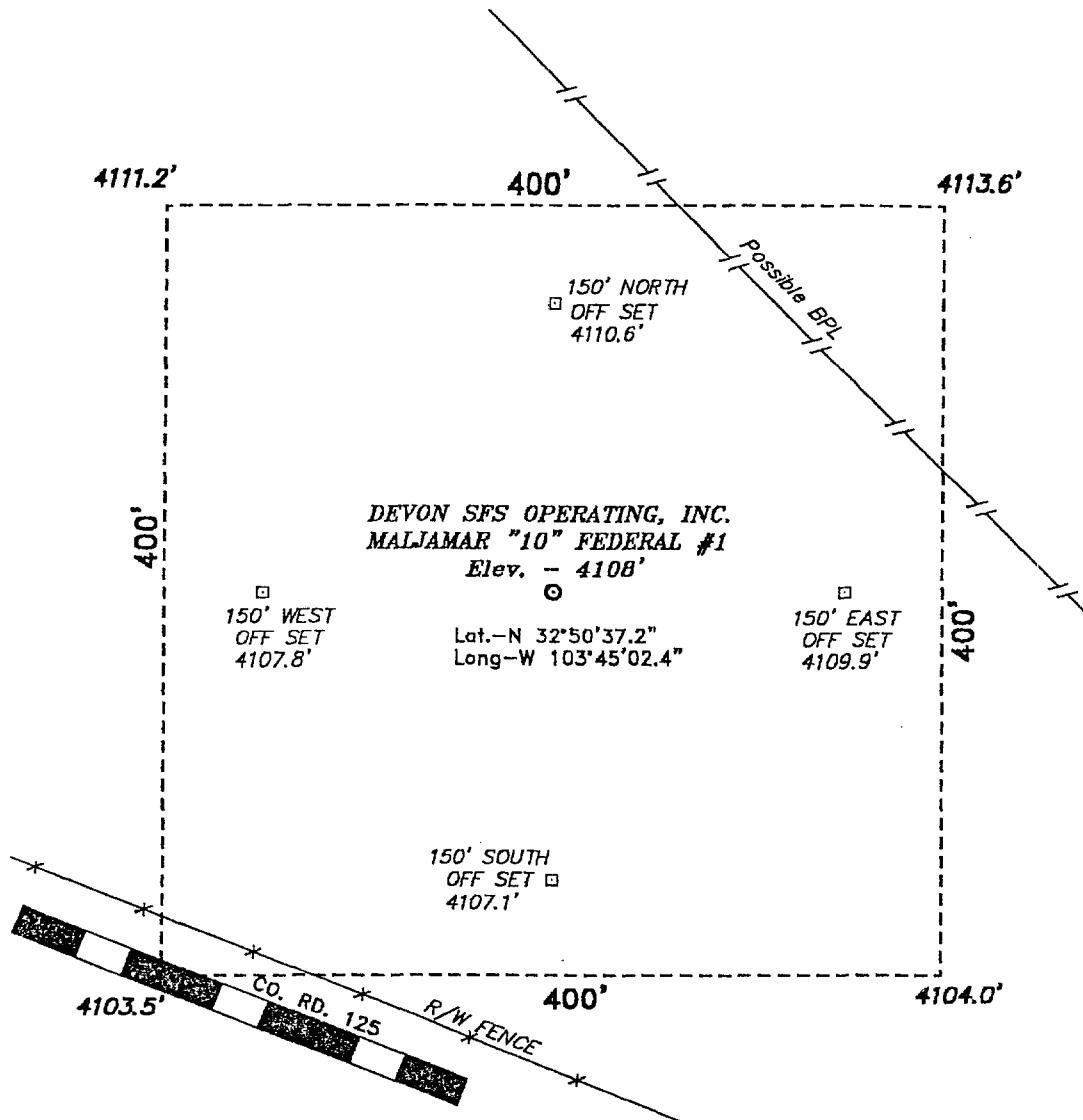 4111.2'
400'
4113.6'
Possible BPL
150' NORTH
OFF SET
4110.6'
400'
DEVON SFS OPERATING, INC.
MALJAMAR "10" FEDERAL #1
Elev. - 4108'
150' WEST
OFF SET
4107.8'
Lat.-N 32°50'37.2"
Long-W 103°45'02.4"
150' EAST
OFF SET
4109.9'
400'
150' SOUTH
OFF SET
4107.1'
4103.5'
CO. RD. 125
R/W FENCE
400'
4104.0'